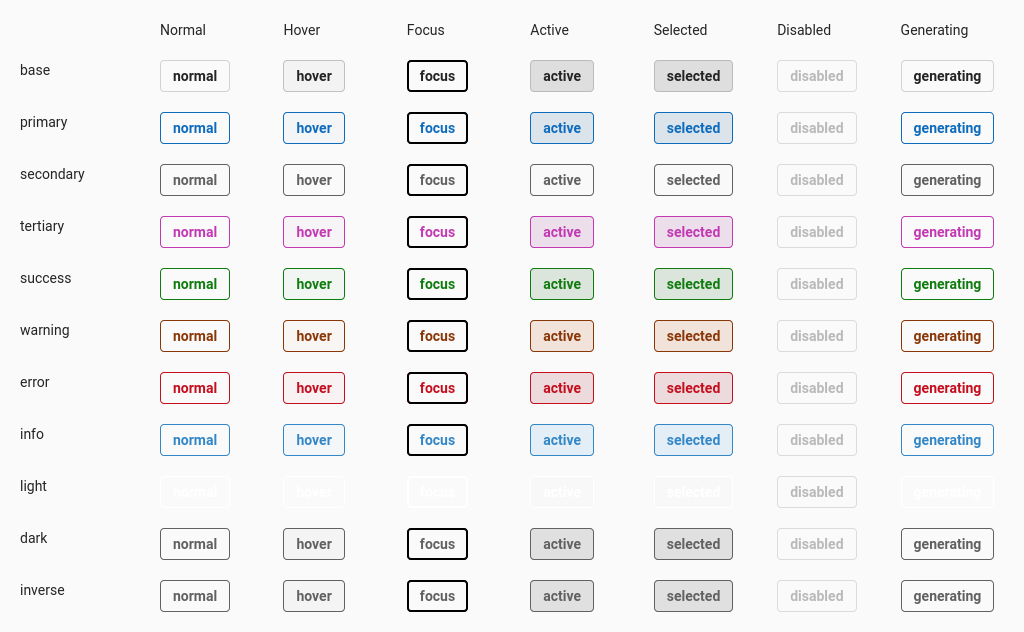 Normal Hover Focus Active Selected Disabled Generating
base normal hover focus active selected disabled generating
primary normal hover focus active selected disabled generating
secondary normal hover focus active selected disabled generating
tertiary normal hover focus active selected disabled generating
success normal hover focus active selected disabled generating
warning normal hover focus active selected disabled generating
error normal hover focus active selected disabled generating
info normal hover focus active selected disabled generating
light normal hover focus active selected disabled generating
dark normal hover focus active selected disabled generating
inverse normal hover focus active selected disabled generating